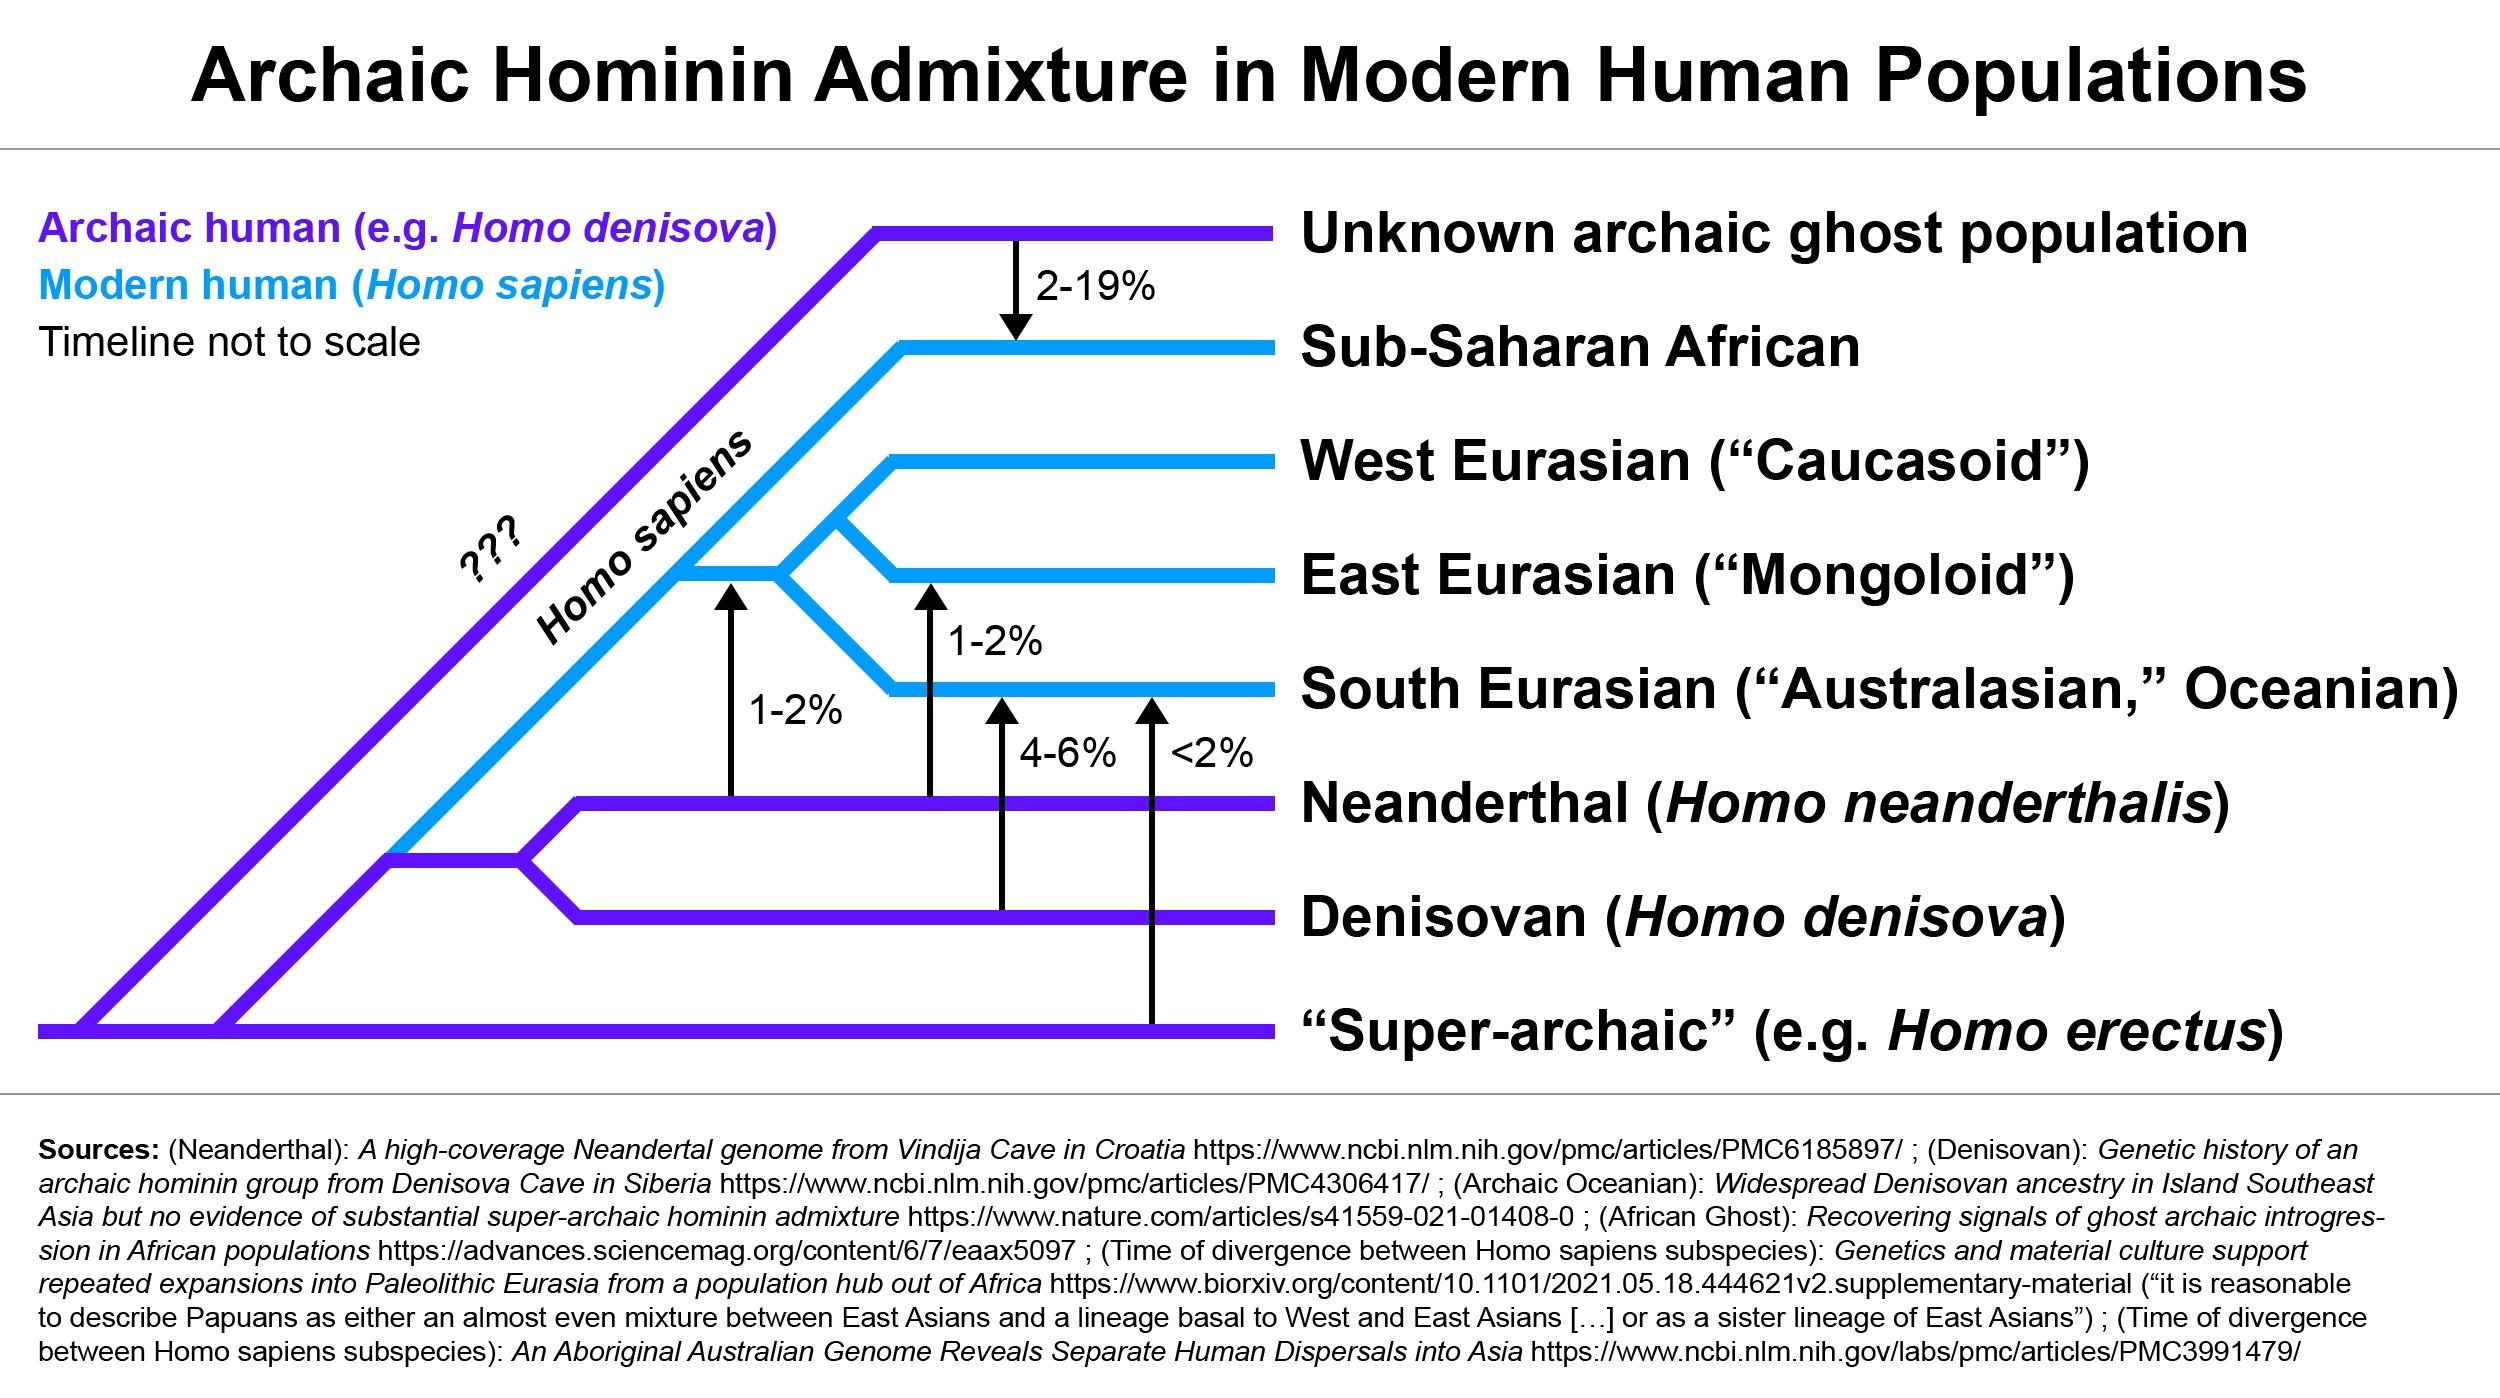 Archaic Hominin Admixture in Modern Human Populations
Archaic human (e.g. Homo denisova)
Modern human (Homo sapiens)
Timeline not to scale
Unknown archaic ghost population
2-19%
Sub-Saharan African
Homo sapiens
West Eurasian (“Caucasoid”)
???
East Eurasian (“Mongoloid”)
1-2%
South Eurasian (“Australasian,” Oceanian)
1-2%
4-6%
<2%
Neanderthal (Homo neanderthalis)
Denisovan (Homo denisova)
“Super-archaic” (e.g. Homo erectus)
Sources: (Neanderthal): A high-coverage Neandertal genome from Vindija Cave in Croatia https://www.ncbi.nlm.nih.gov/pmc/articles/PMC6185897/ ; (Denisovan): Genetic history of an
archaic hominin group from Denisova Cave in Siberia https://www.ncbi.nlm.nih.gov/pmc/articles/PMC4306417/ ; (Archaic Oceanian): Widespread Denisovan ancestry in Island Southeast
Asia but no evidence of substantial super-archaic hominin admixture https://www.nature.com/articles/s41559-021-01408-0 ; (African Ghost): Recovering signals of ghost archaic introgres-
sion in African populations https://advances.sciencemag.org/content/6/7/eaax5097 ; (Time of divergence between Homo sapiens subspecies): Genetics and material culture support
repeated expansions into Paleolithic Eurasia from a population hub out of Africa https://www.biorxiv.org/content/10.1101/2021.05.18.444621v2.supplementary-material (“it is reasonable
to describe Papuans as either an almost even mixture between East Asians and a lineage basal to West and East Asians […] or as a sister lineage of East Asians”) ; (Time of divergence
between Homo sapiens subspecies): An Aboriginal Australian Genome Reveals Separate Human Dispersals into Asia https://www.ncbi.nlm.nih.gov/labs/pmc/articles/PMC3991479/